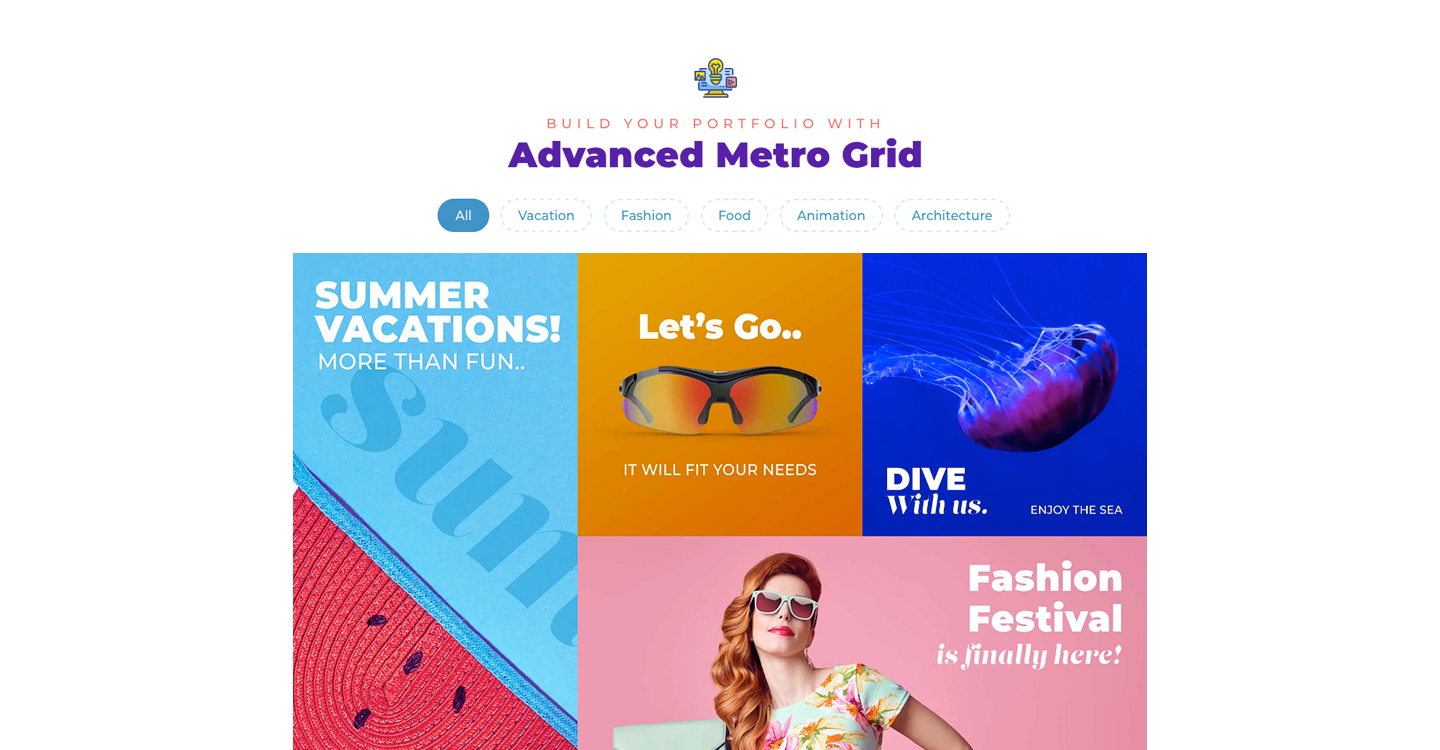 BUILD YOUR PORTFOLIO WITH
Advanced Metro Grid
All
Vacation
Fashion
Food
Animation
Architecture
SUMMER
VACATIONS!
MORE THAN FUN..
sum
Let’s Go..
IT WILL FIT YOUR NEEDS
DIVE
With us.
ENJOY THE SEA
Fashion
Festival
is finally here!